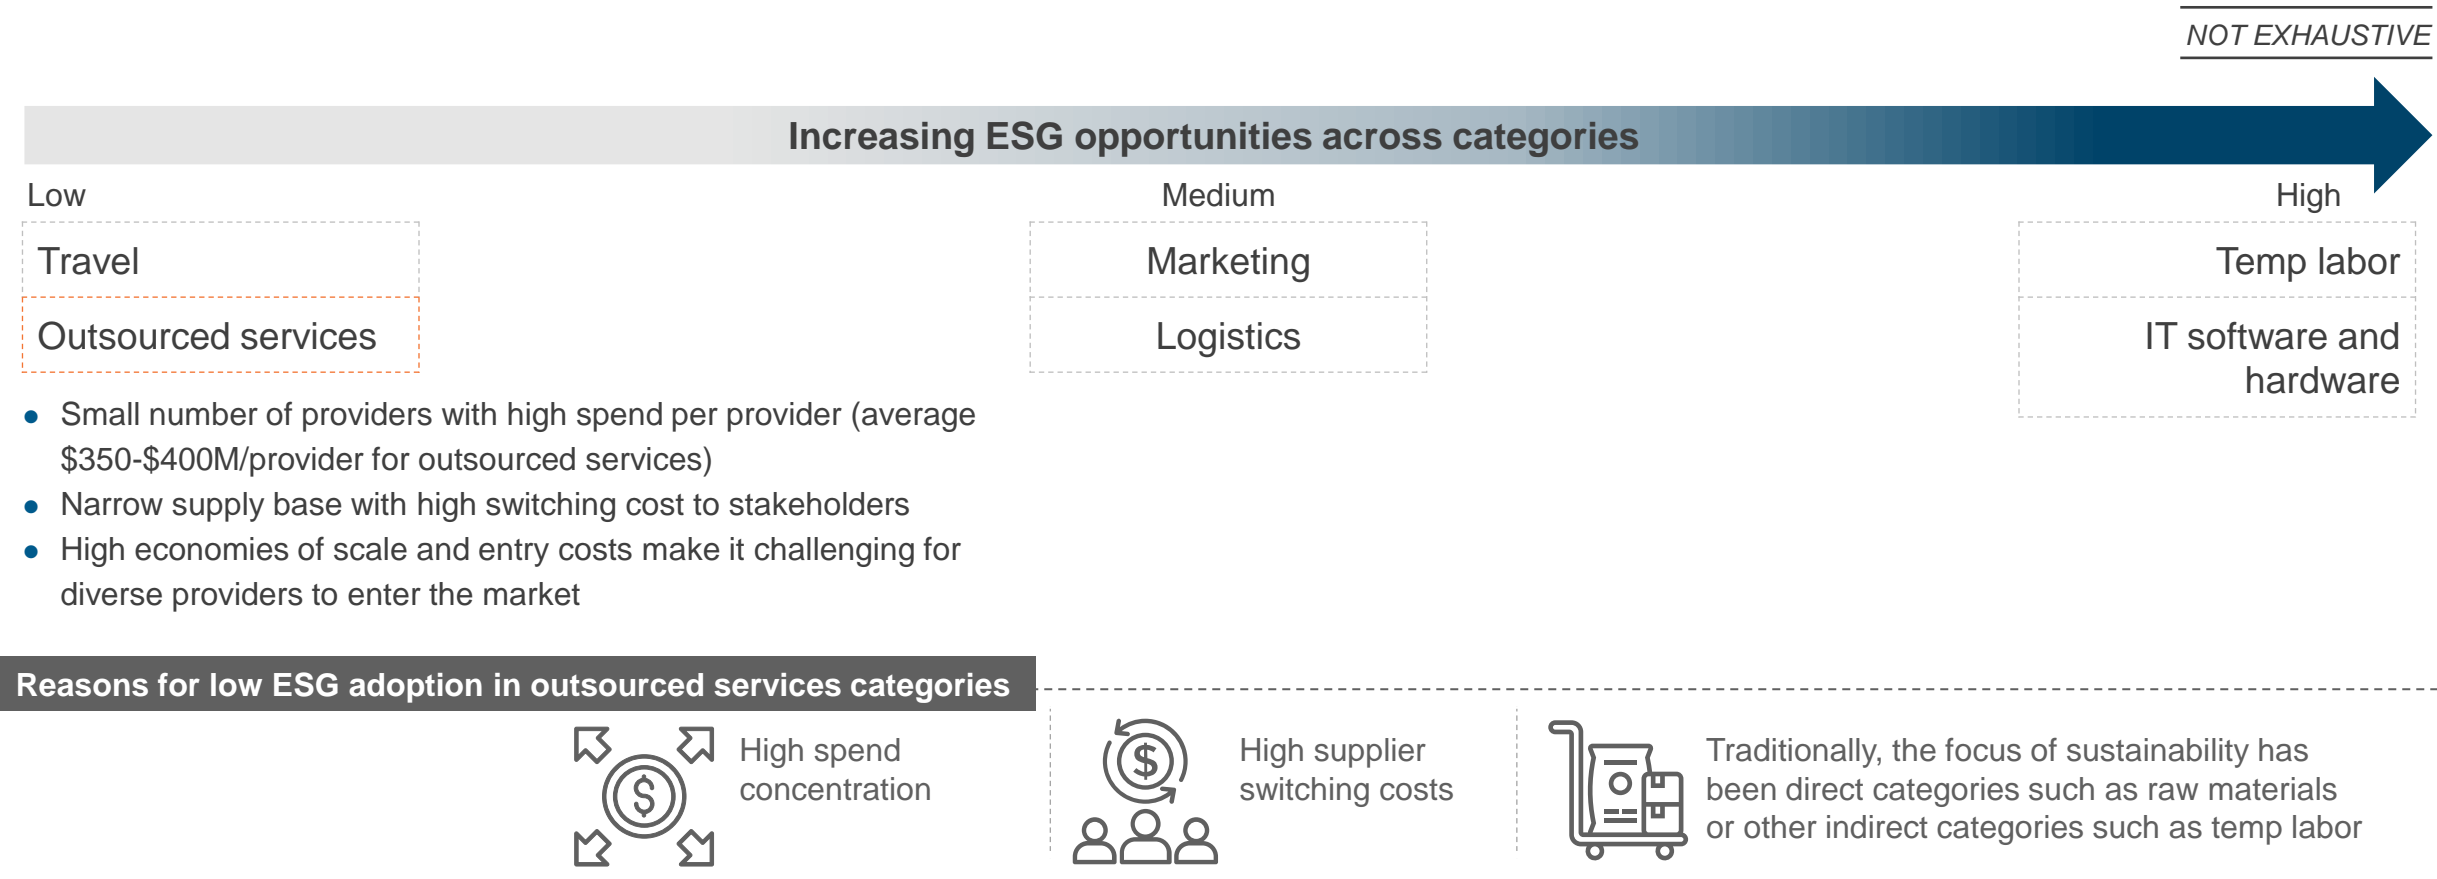 NOT EXHAUSTIVE
Increasing ESG opportunities across categories
Low
Medium
High
Travel
Marketing
Temp labor
Outsourced services
Logistics
IT software and
hardware
• Small number of providers with high spend per provider (average
$350-$400M/provider for outsourced services)
• Narrow supply base with high switching cost to stakeholders
• High economies of scale and entry costs make it challenging for
diverse providers to enter the market
Reasons for low ESG adoption in outsourced services categories
$
High spend
concentration
$
High supplier
switching costs
Traditionally, the focus of sustainability has
been direct categories such as raw materials
or other indirect categories such as temp labor